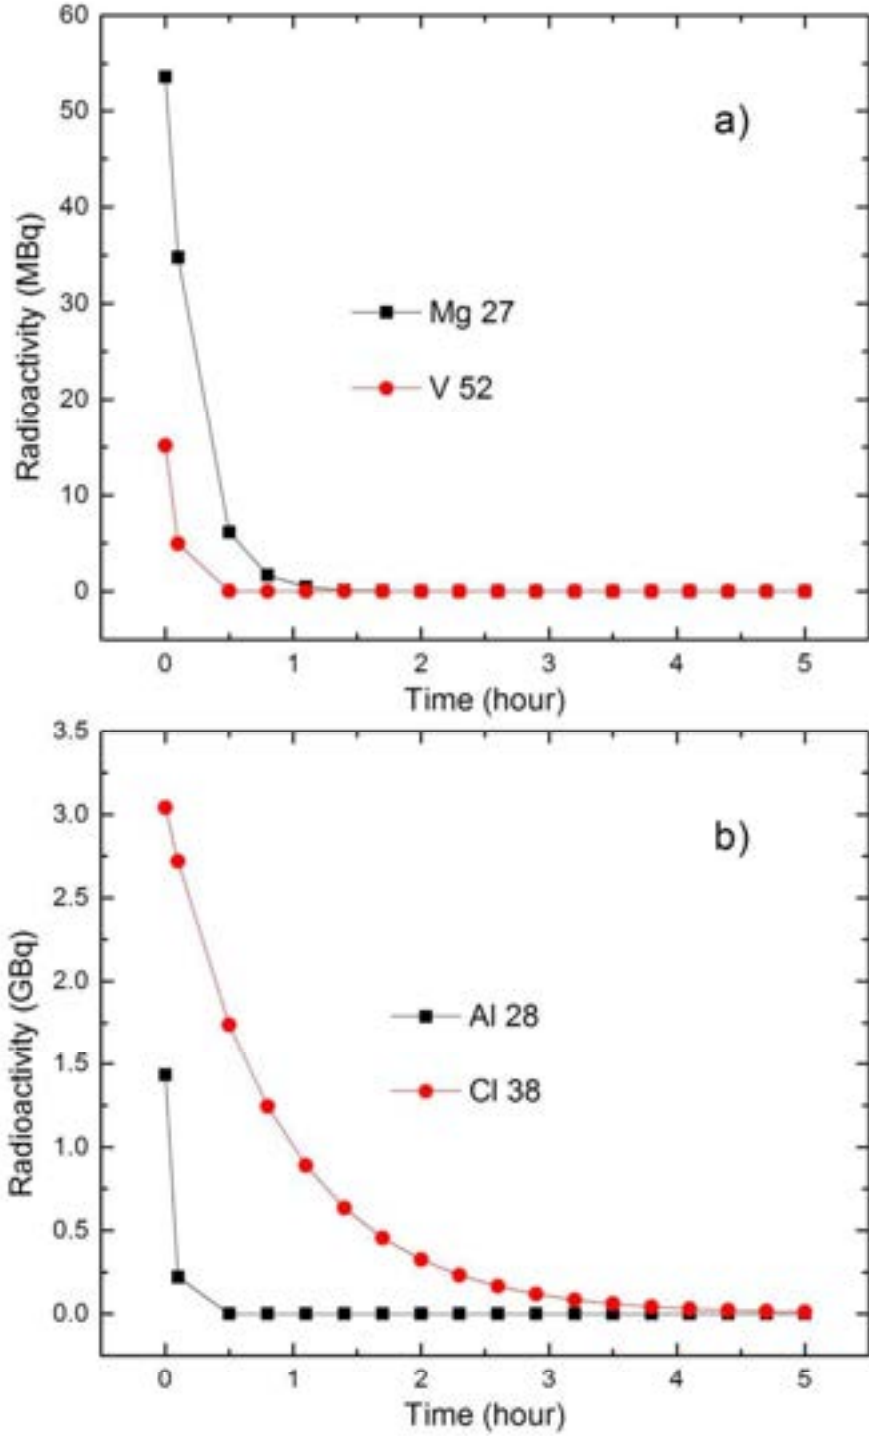 a)
60
50
40
30
20
10
0
Radioactivity (MBq)
Mg 27
V 52
0 1 2 3 4 5
Time (hour)
b)
3.5
3.0
2.5
2.0
1.5
1.0
0.5
0.0
Radioactivity (GBq)
Al 28
Cl 38
0 1 2 3 4 5
Time (hour)